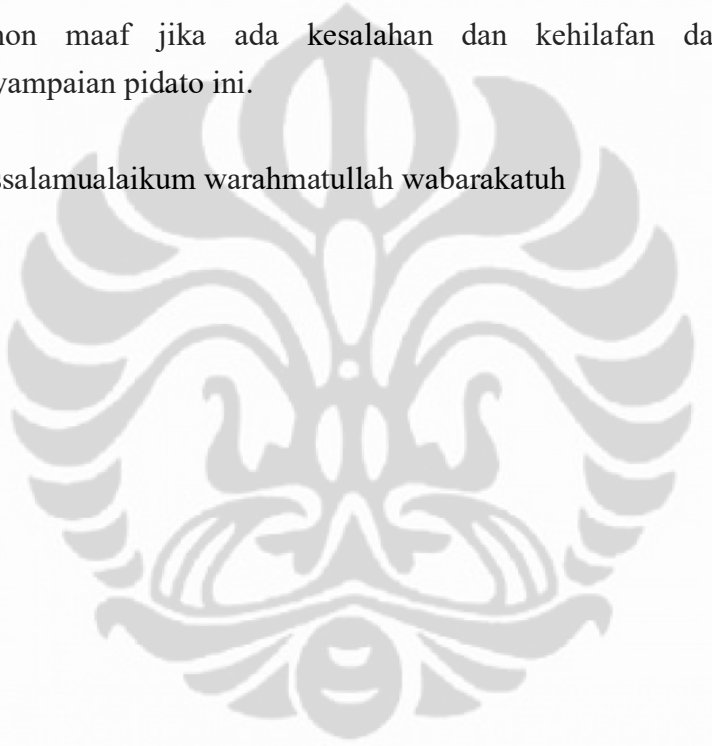 hon maaf jika ada kesalahan dan kehilafan da
yampaian pidato ini.
ssalamualaikum warahmatullah wabarakatuh